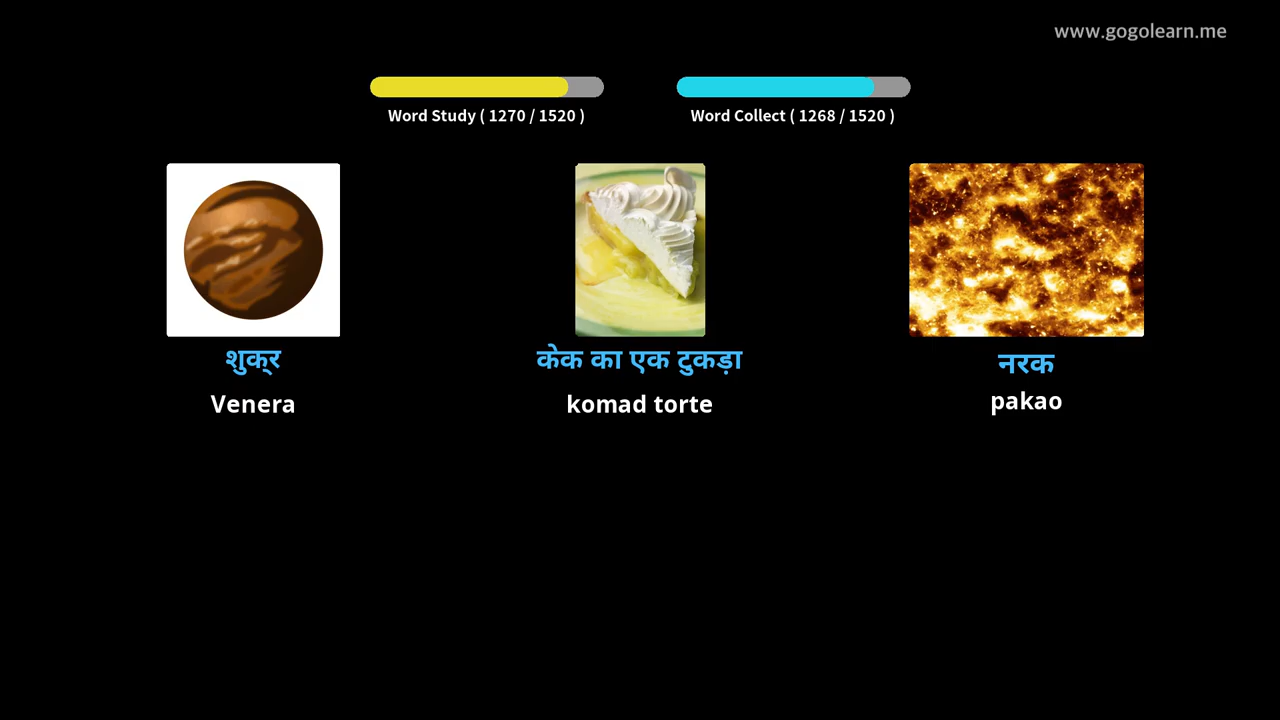 www.gogolearn.me
Word Study ( 1270 / 1520 )
Word Collect ( 1268 / 1520 )
शुक्र
केक का एक टुकड़ा
नरक
Venera
komad torte
pakao